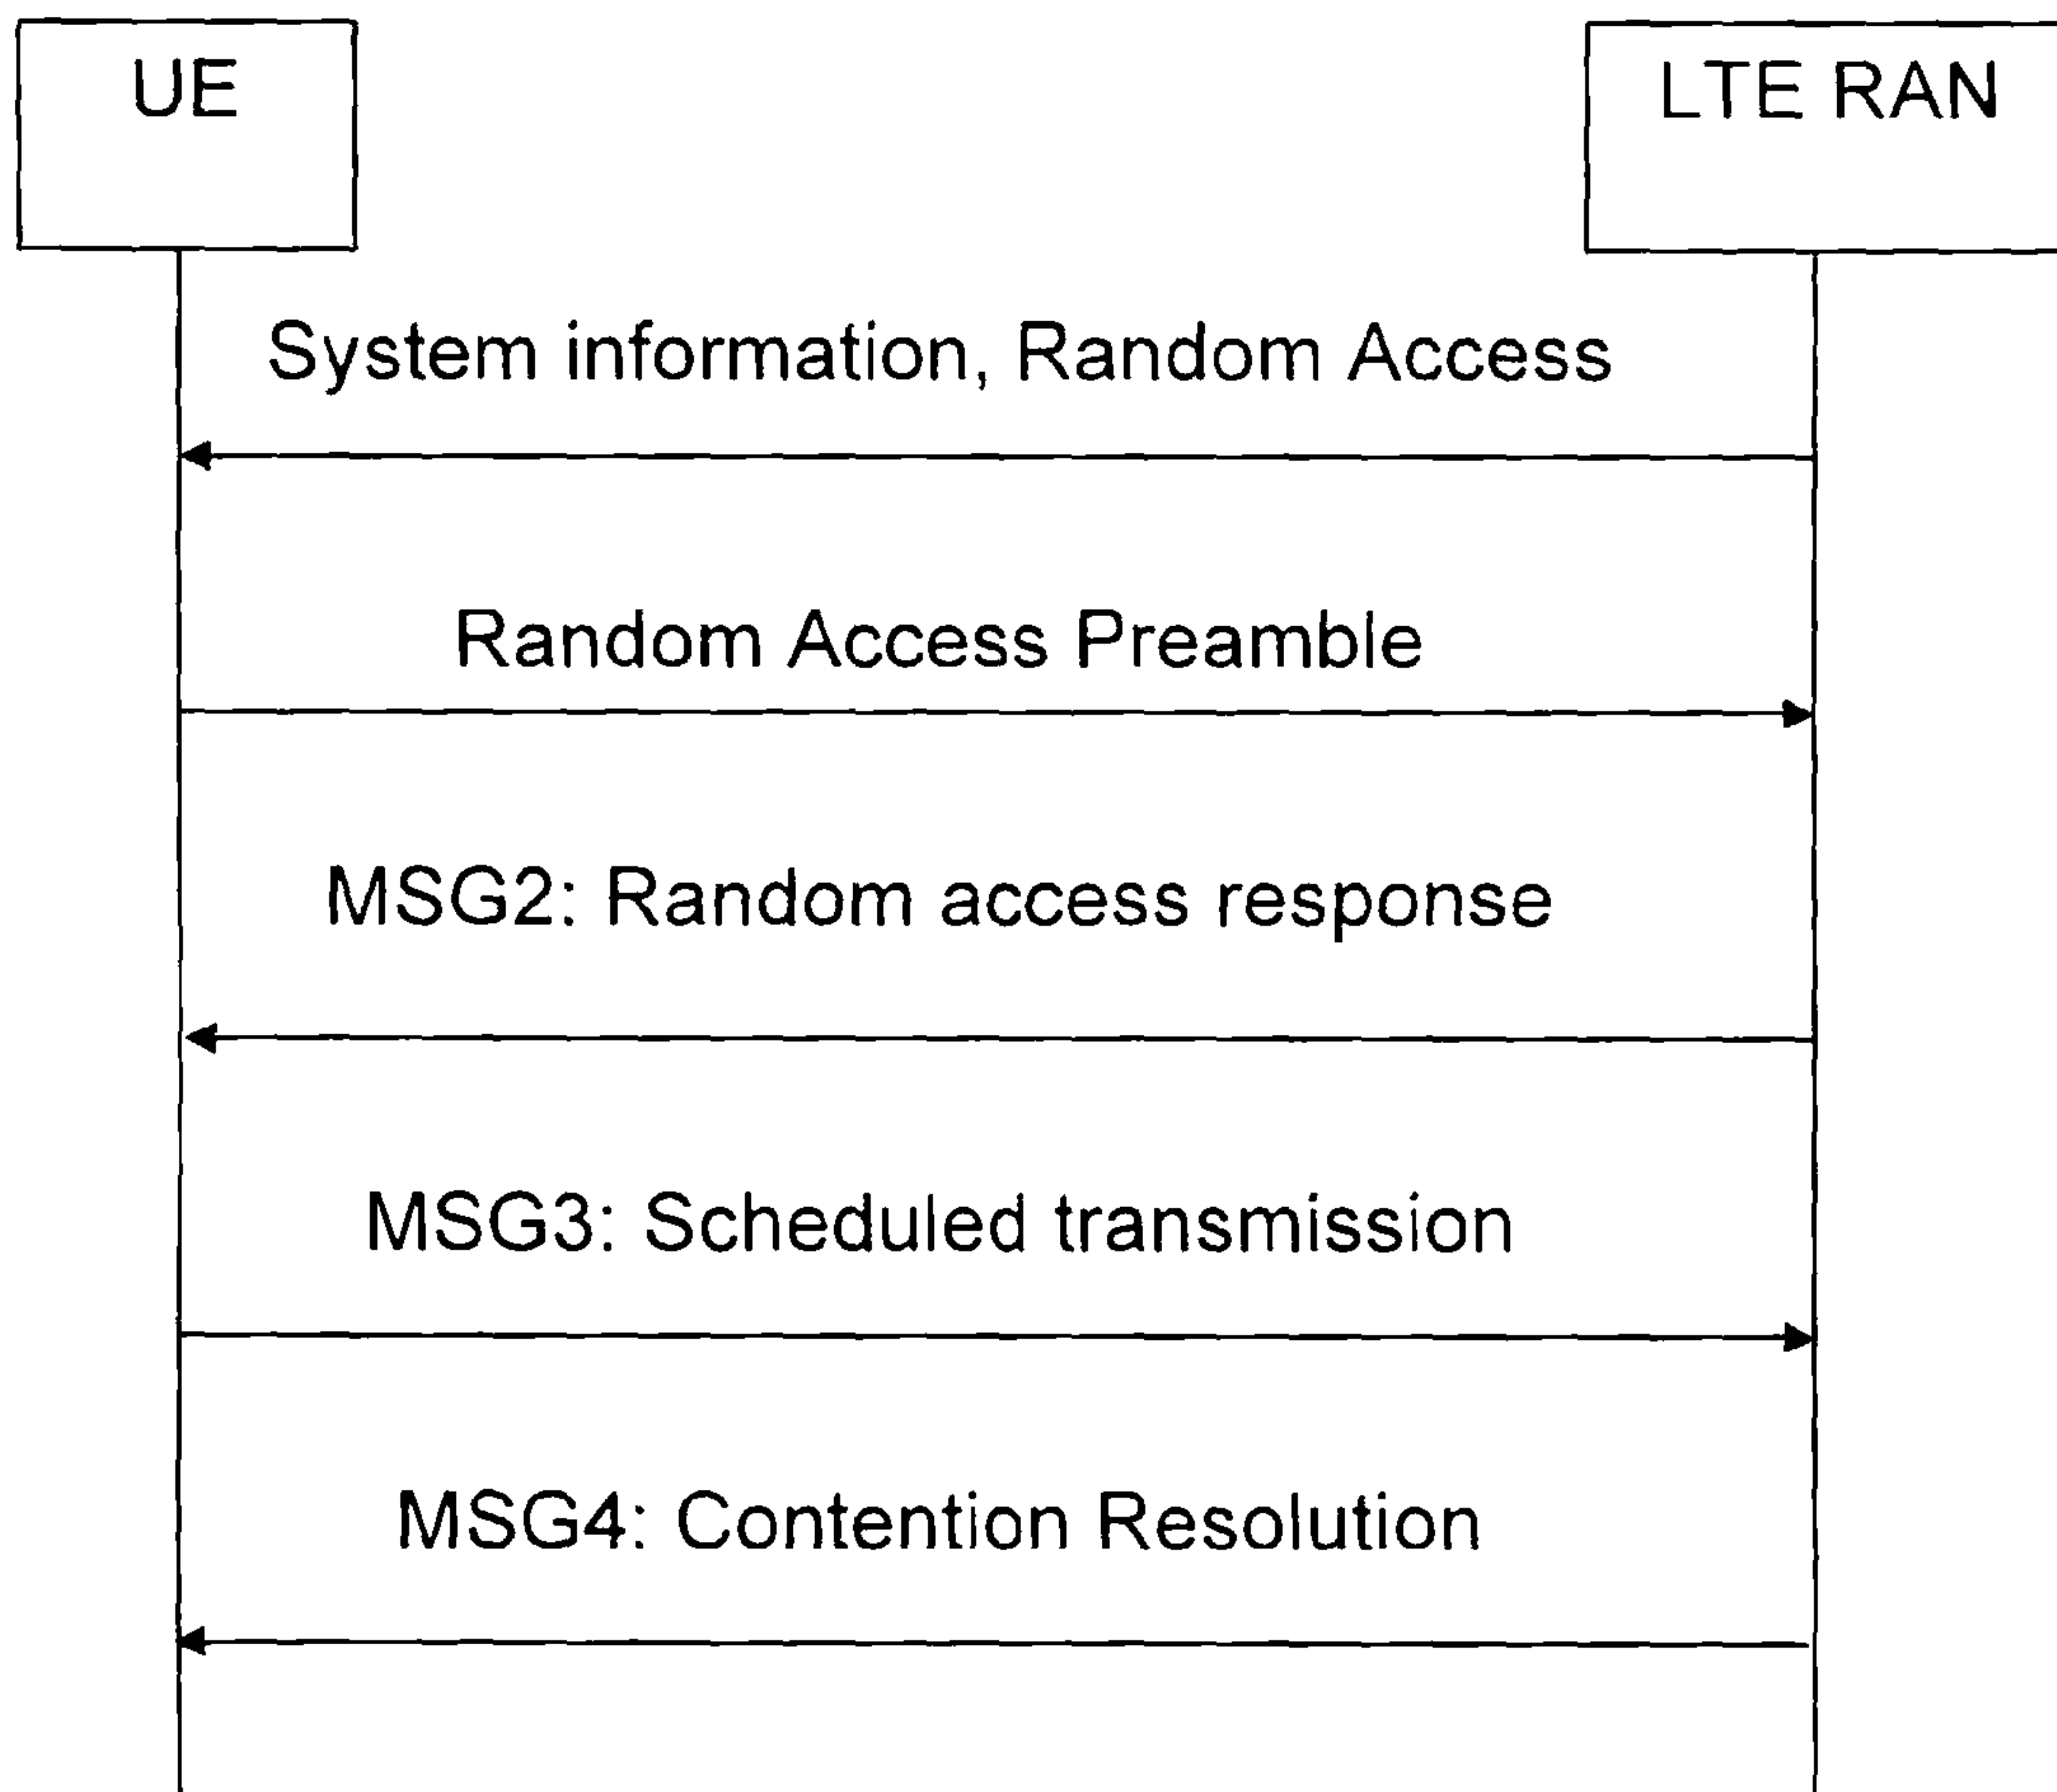 UE
LTE RAN
System information, Random Access
Random Access Preamble
MSG2: Random access response
MSG3: Scheduled transmission
MSG4: Contention Resolution